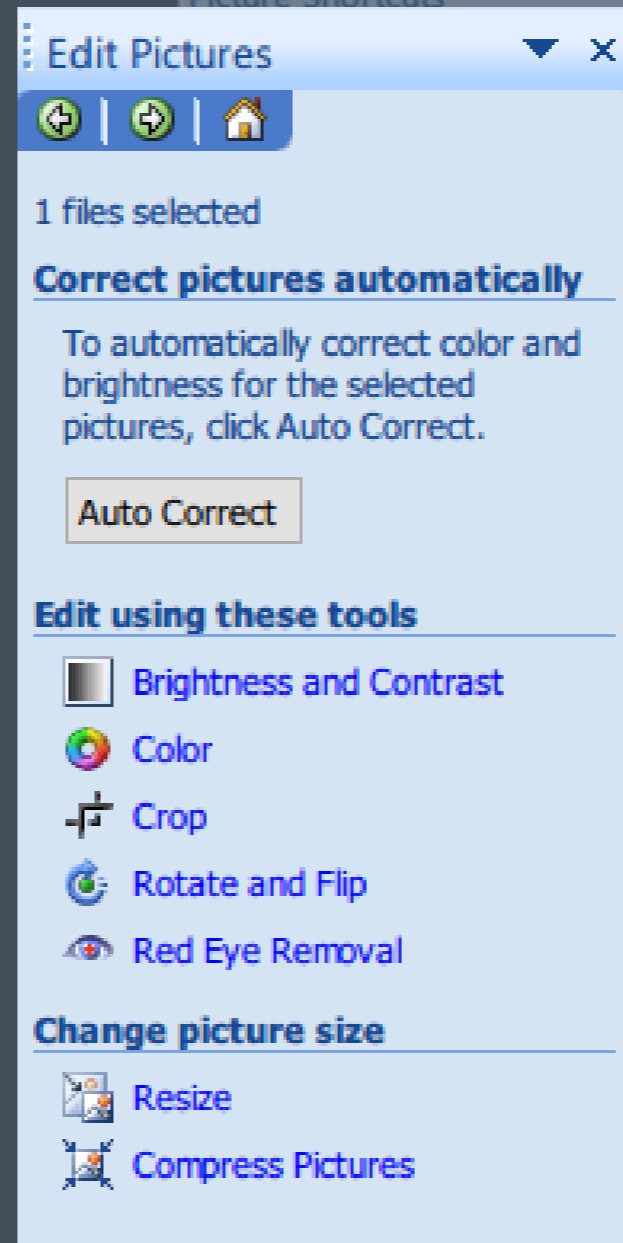 Picture Shortcuts
Edit Pictures
1 files selected
Correct pictures automatically
To automatically correct color and
brightness for the selected
pictures, click Auto Correct.
Auto Correct
Edit using these tools
Brightness and Contrast
Color
Crop
Rotate and Flip
Red Eye Removal
Change picture size
Resize
Compress Pictures